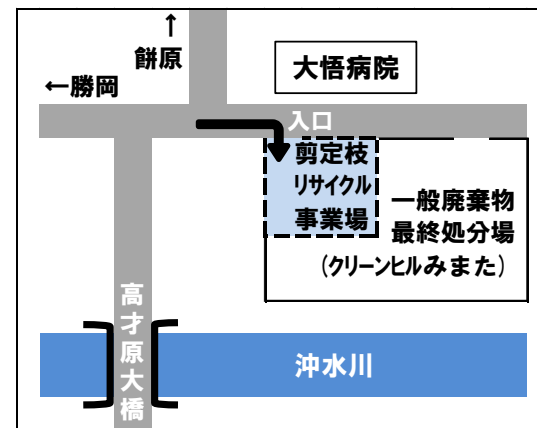 ↑
餅原
大悟病院
←勝岡
入口
剪定枝
リサイクル
事業場
一般廃棄物
最終処分場
(クリーンヒルみまた)
高才原大橋
沖水川